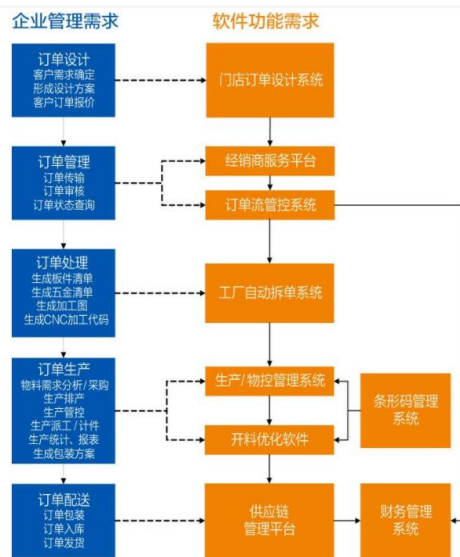 企业管理需求
软件功能需求
订单设计
客户需求确定
形成设计方案
客户订单报价
门店订单设计系统
订单管理
订单传输
订单审核
订单状态查询
经销商服务平台
订单流管控系统
订单处理
生成板件清单
生成五金清单
生成加工图
生成CNC加工代码
工厂自动拆单系统
订单生产
物料需求分析/采购
生产排产
生产管控
生产派工/计件
生产统计、报表
生成包装方案
生产/物控管理系统
开料优化软件
条形码管理
系统
订单配送
订单包装
订单入库
订单发货
供应链
管理平台
财务管理
系统